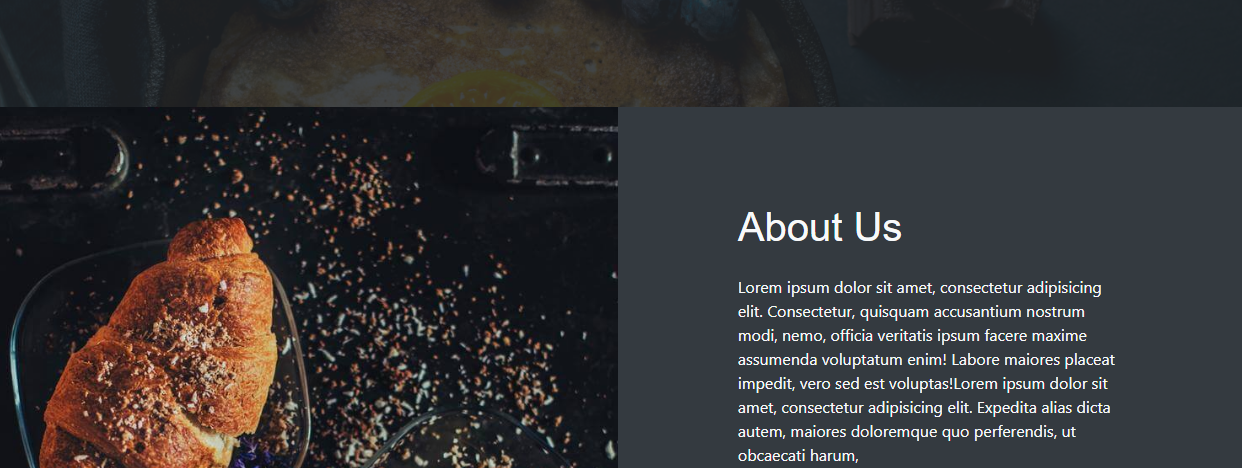 About Us
Lorem ipsum dolor sit amet, consectetur adipisicing
elit. Consectetur, quisquam accusantium nostrum
modi, nemo, officia veritatis ipsum facere maxime
assumenda voluptatum enim! Labore maiores placeat
impedit, vero sed est voluptas!Lorem ipsum dolor sit
amet, consectetur adipisicing elit. Expedita alias dicta
autem, maiores doloremque quo perferendis, ut
obcaecati harum,